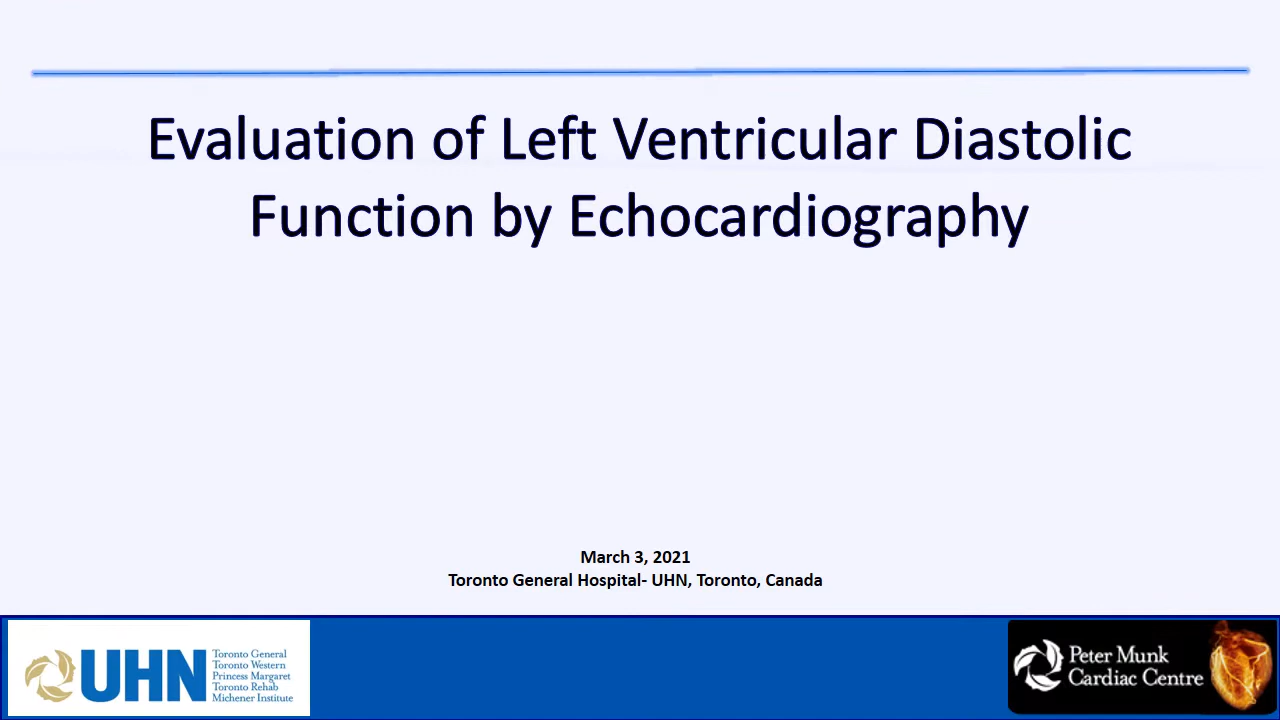 Evaluation of Left Ventricular Diastolic
Function by Echocardiography
March 3, 2021
Toronto General Hospital- UHN, Toronto, Canada
UHN
Toronto General
Toronto Western
Princess Margaret
Toronto Rehab
Michener Institute
Peter Munk
Cardiac Centre